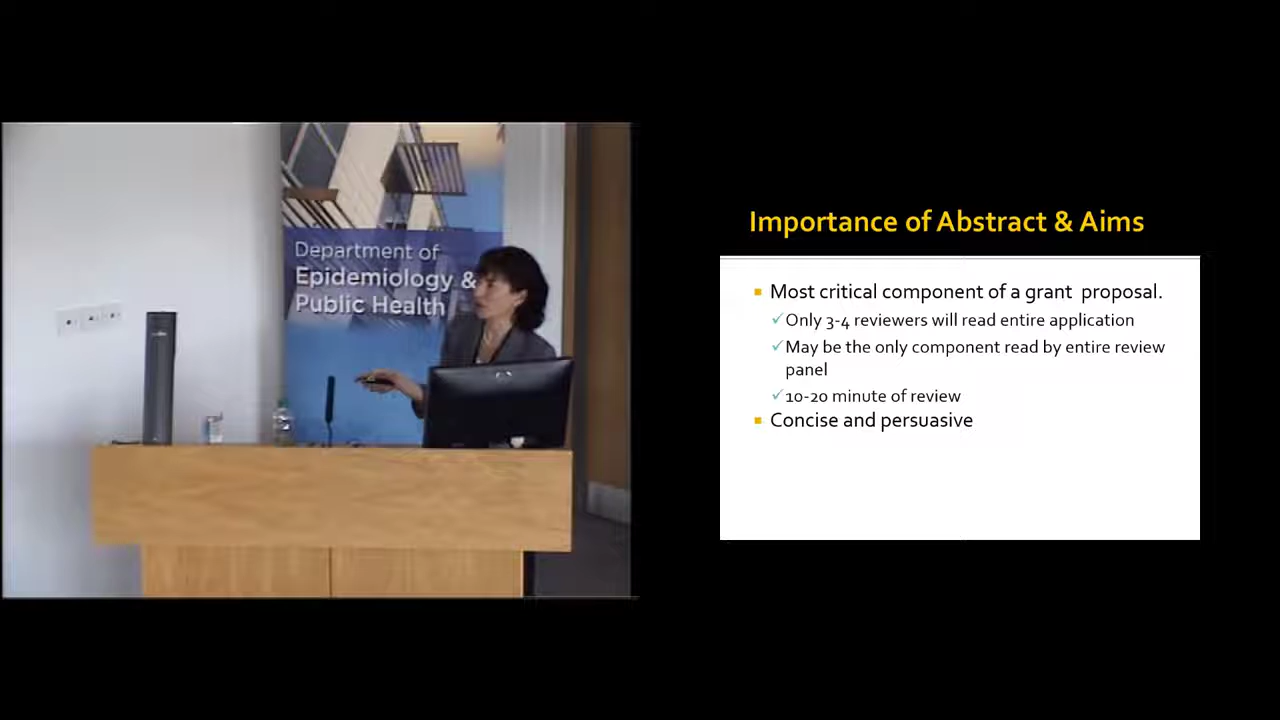 Department of
Epidemiology &
Public Health
Importance of Abstract & Aims
Most critical component of a grant proposal.
Only 3-4 reviewers will read entire application
May be the only component read by entire review
panel
10-20 minute of review
Concise and persuasive